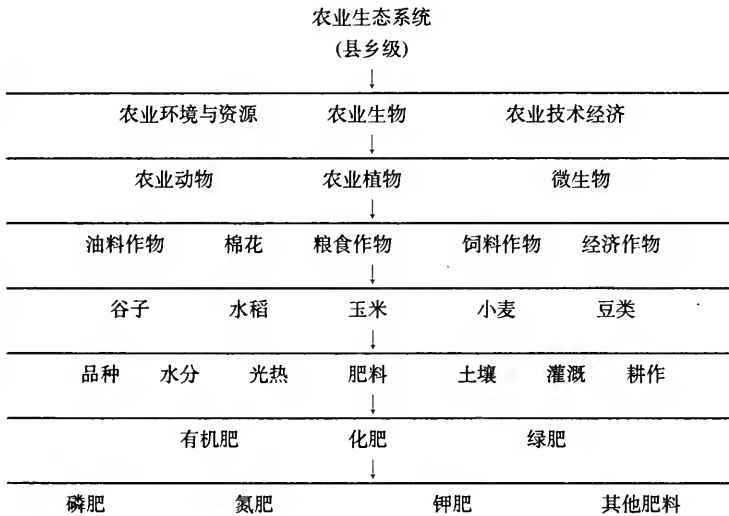 农业生态系统
(县乡级)
农业环境与资源 农业生物 农业技术经济
农业动物 农业植物 微生物
油料作物 棉花 粮食作物 饲料作物 经济作物
谷子 水稻 玉米 小麦 豆类
品种 水分 光热 肥料 土壤 灌溉 耕作
有机肥 化肥 绿肥
磷肥 氮肥 钾肥 其他肥料